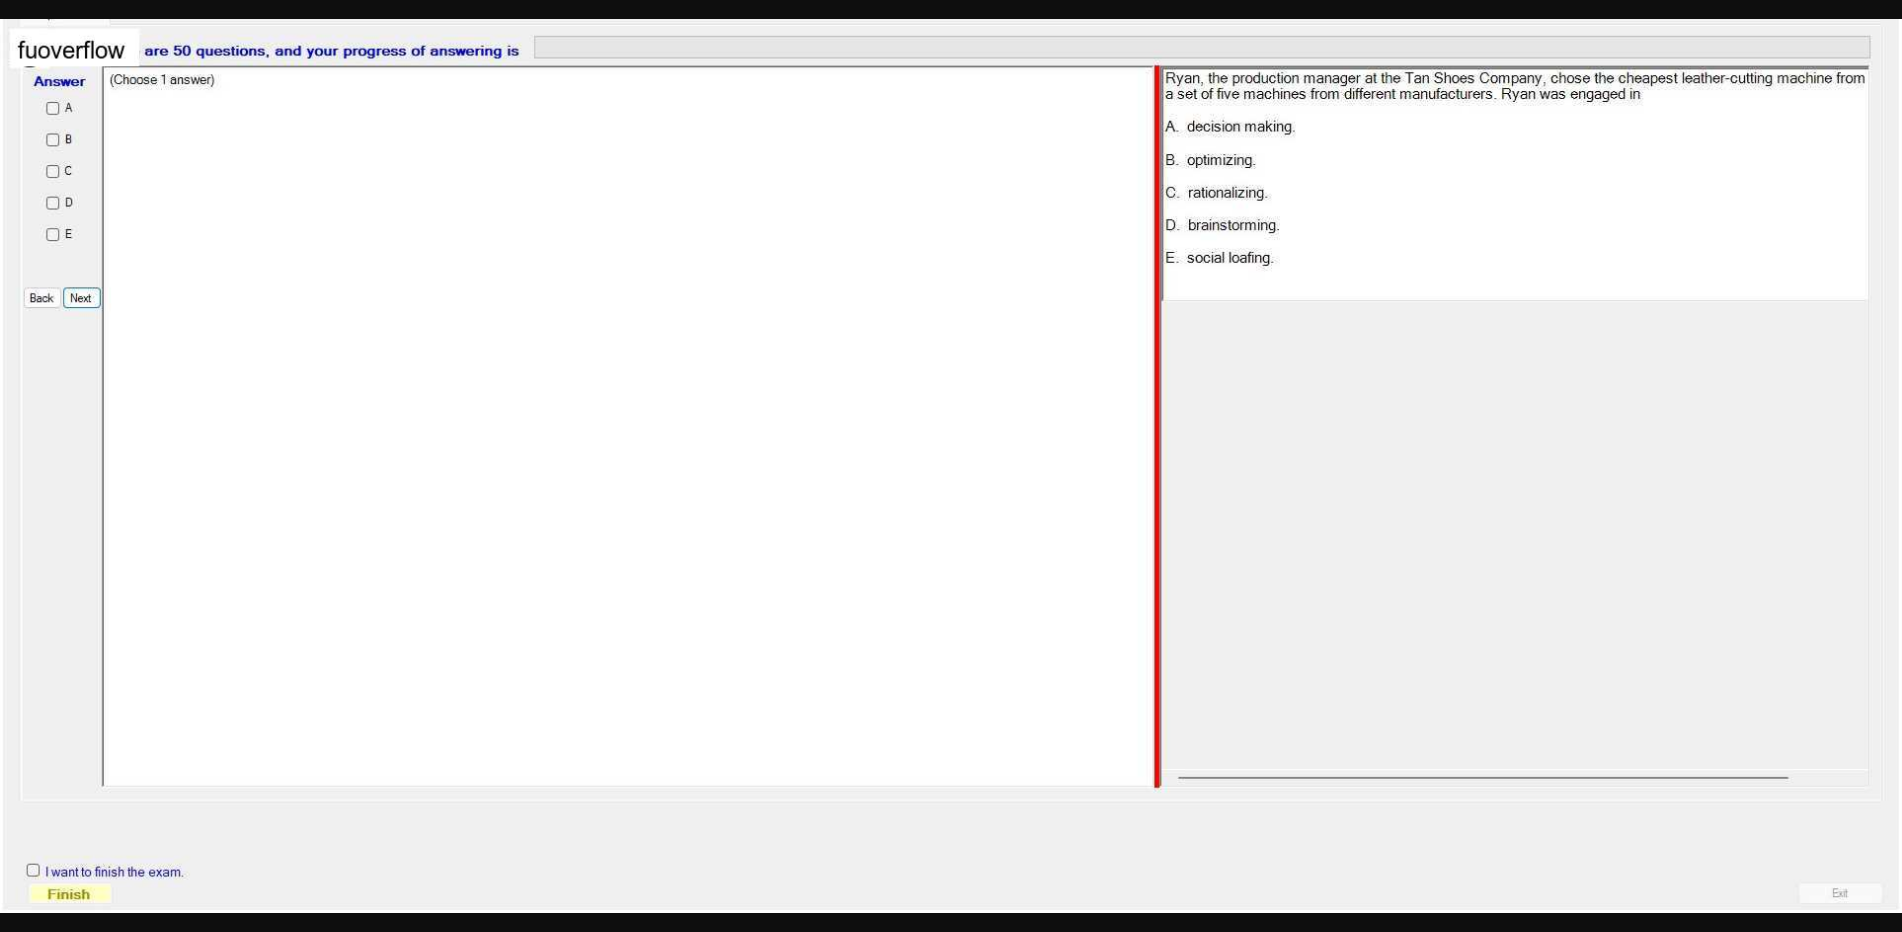 fuoverflow are 50 questions, and your progress of answering is
Answer
(Choose 1 answer)
A
B
C
D
E
Back Next
Ryan, the production manager at the Tan Shoes Company, chose the cheapest leather-cutting machine from
a set of five machines from different manufacturers. Ryan was engaged in
A. decision making.
B. optimizing.
C. rationalizing.
D. brainstorming.
E. social loafing.
I want to finish the exam.
Finish
Exit